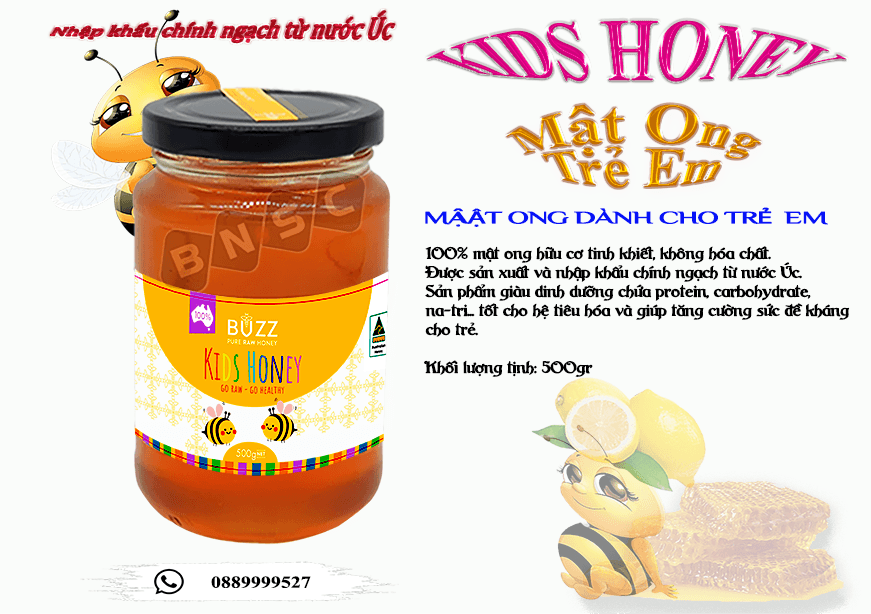 Nhập khẩu chính ngạch từ nước Úc
BNSC
100%
BUZZ
PURE RAW HONEY
KIDS HONEY
GO RAW - GO HEALTHY
500g NET
0889999527
KIDS HONEY
Mật Ong
Trẻ Em
MẬẬT ONG DÀNH CHO TRẺ EM
100% mật ong hữu cơ tinh khiết, không hóa chất.
Được sản xuất và nhập khẩu chính ngạch từ nước Úc.
Sản phẩm giàu dinh dưỡng chứa protein, carbohydrate,
na-tri... tốt cho hệ tiêu hóa và giúp tăng cường sức đề kháng
cho trẻ.
Khối lượng tịnh: 500gr